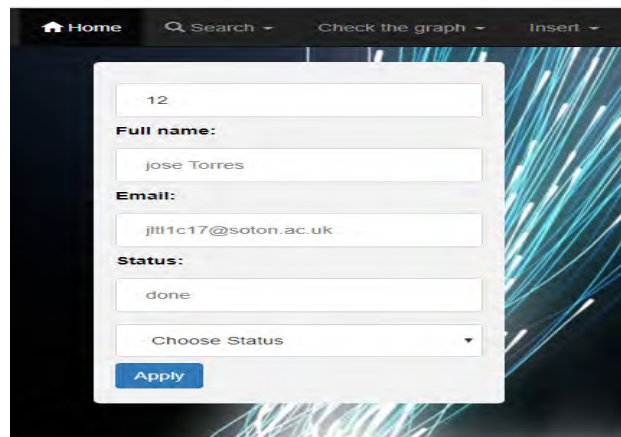 Home Search Check the graph Insert
12
Full name:
jose Torres
Email:
jltl1c17@soton.ac.uk
Status:
done
Choose Status
Apply